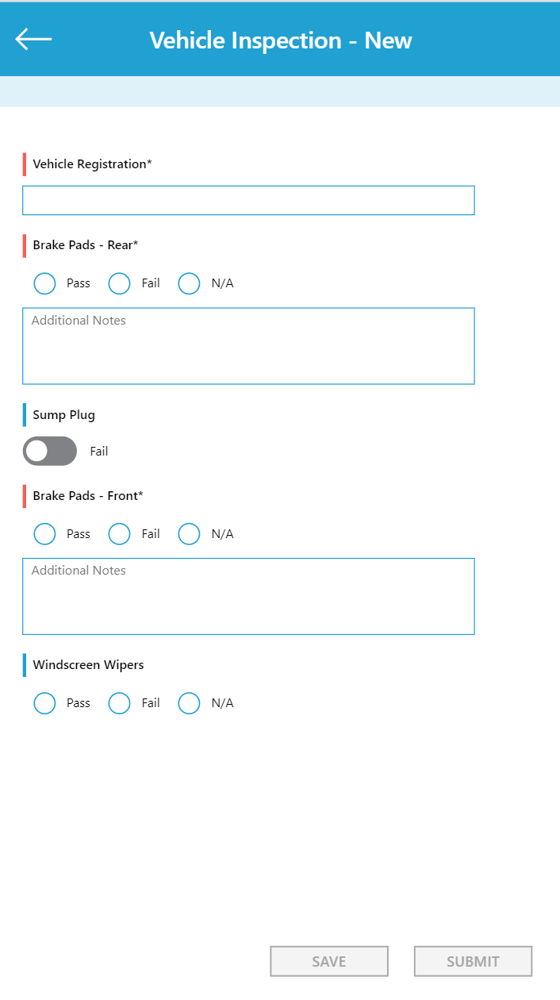 Vehicle Inspection - New
Vehicle Registration*
Brake Pads - Rear*
Pass Fail N/A
Additional Notes
Sump Plug
Fail
Brake Pads - Front*
Pass Fail N/A
Additional Notes
Windscreen Wipers
Pass Fail N/A
SAVE SUBMIT